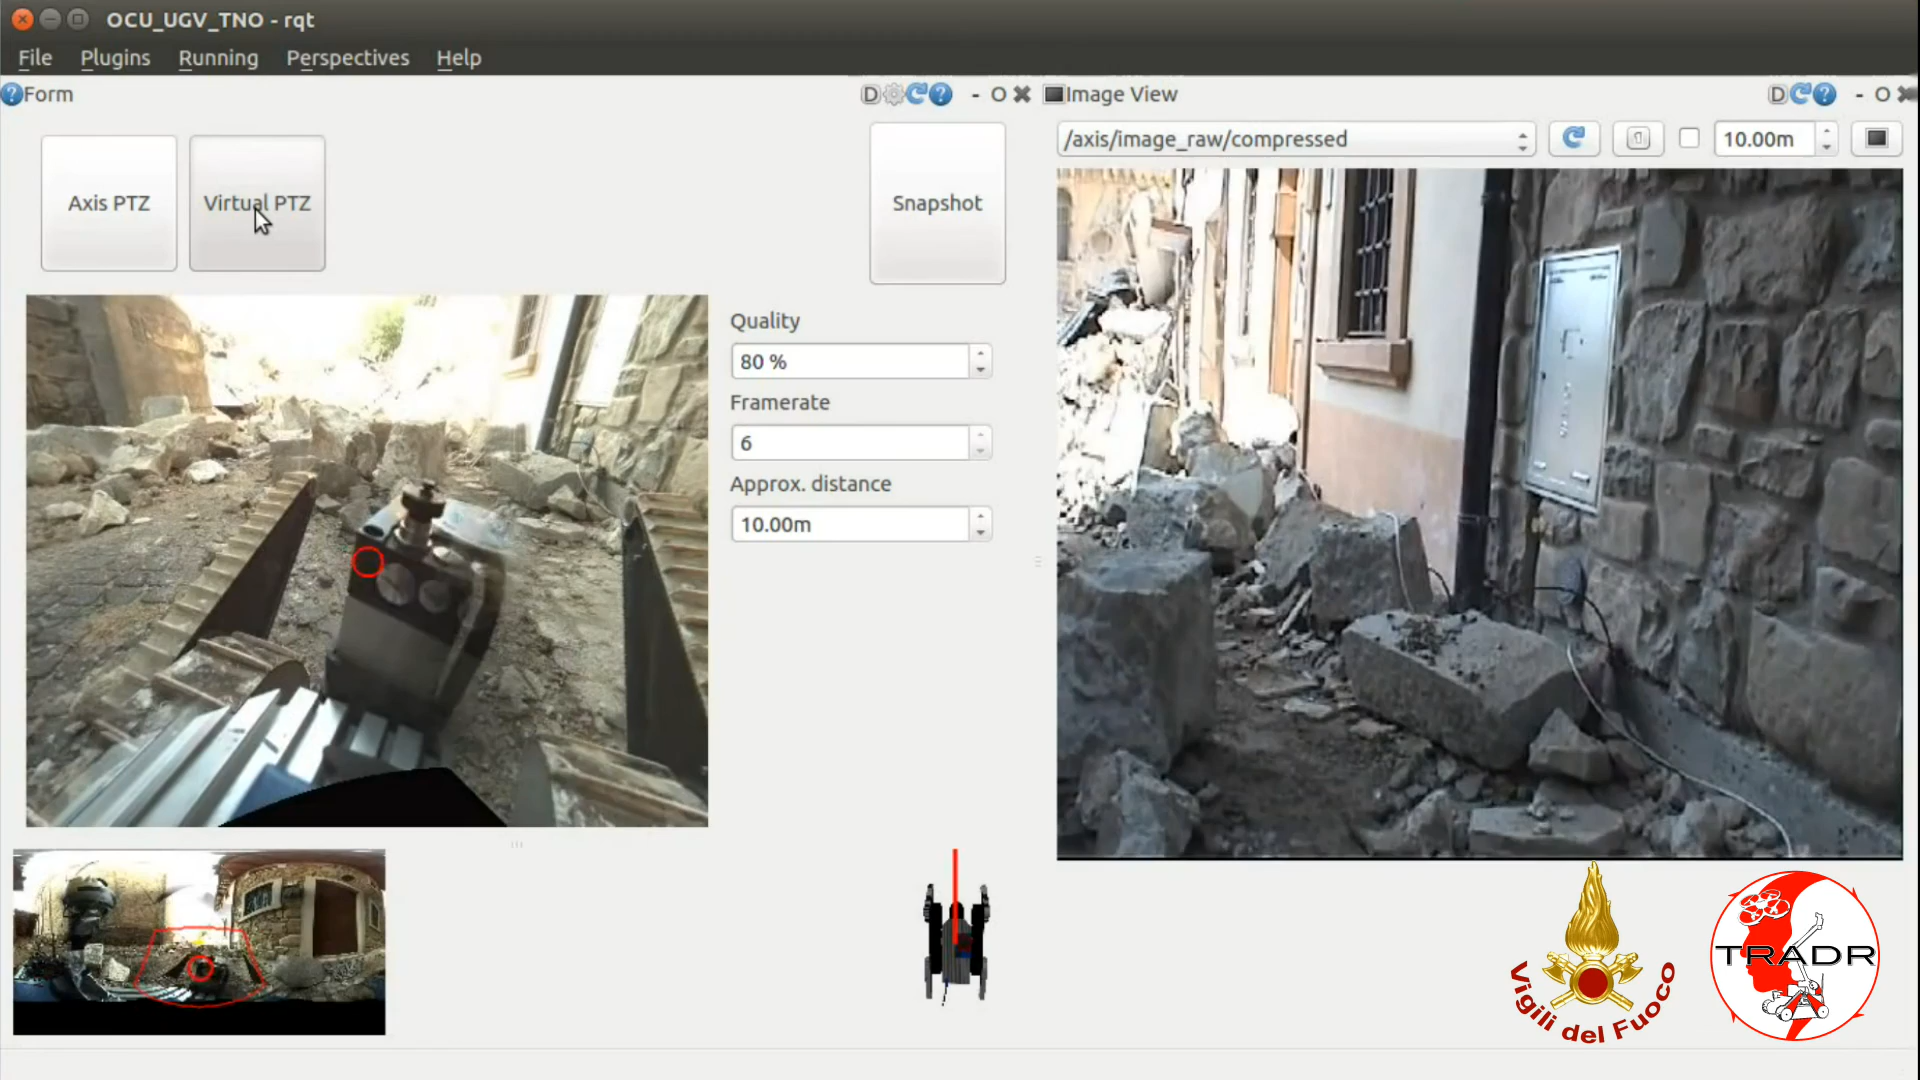 OCU_UGV_TNO - rqt
File Plugins Running Perspectives Help
Form
D - O
Image View
D - O
Axis PTZ
Virtual PTZ
Snapshot
/axis/image_raw/compressed
10.00m
Quality
80 %
Framerate
6
Approx. distance
10.00m
Vigili del Fuoco
TRADR